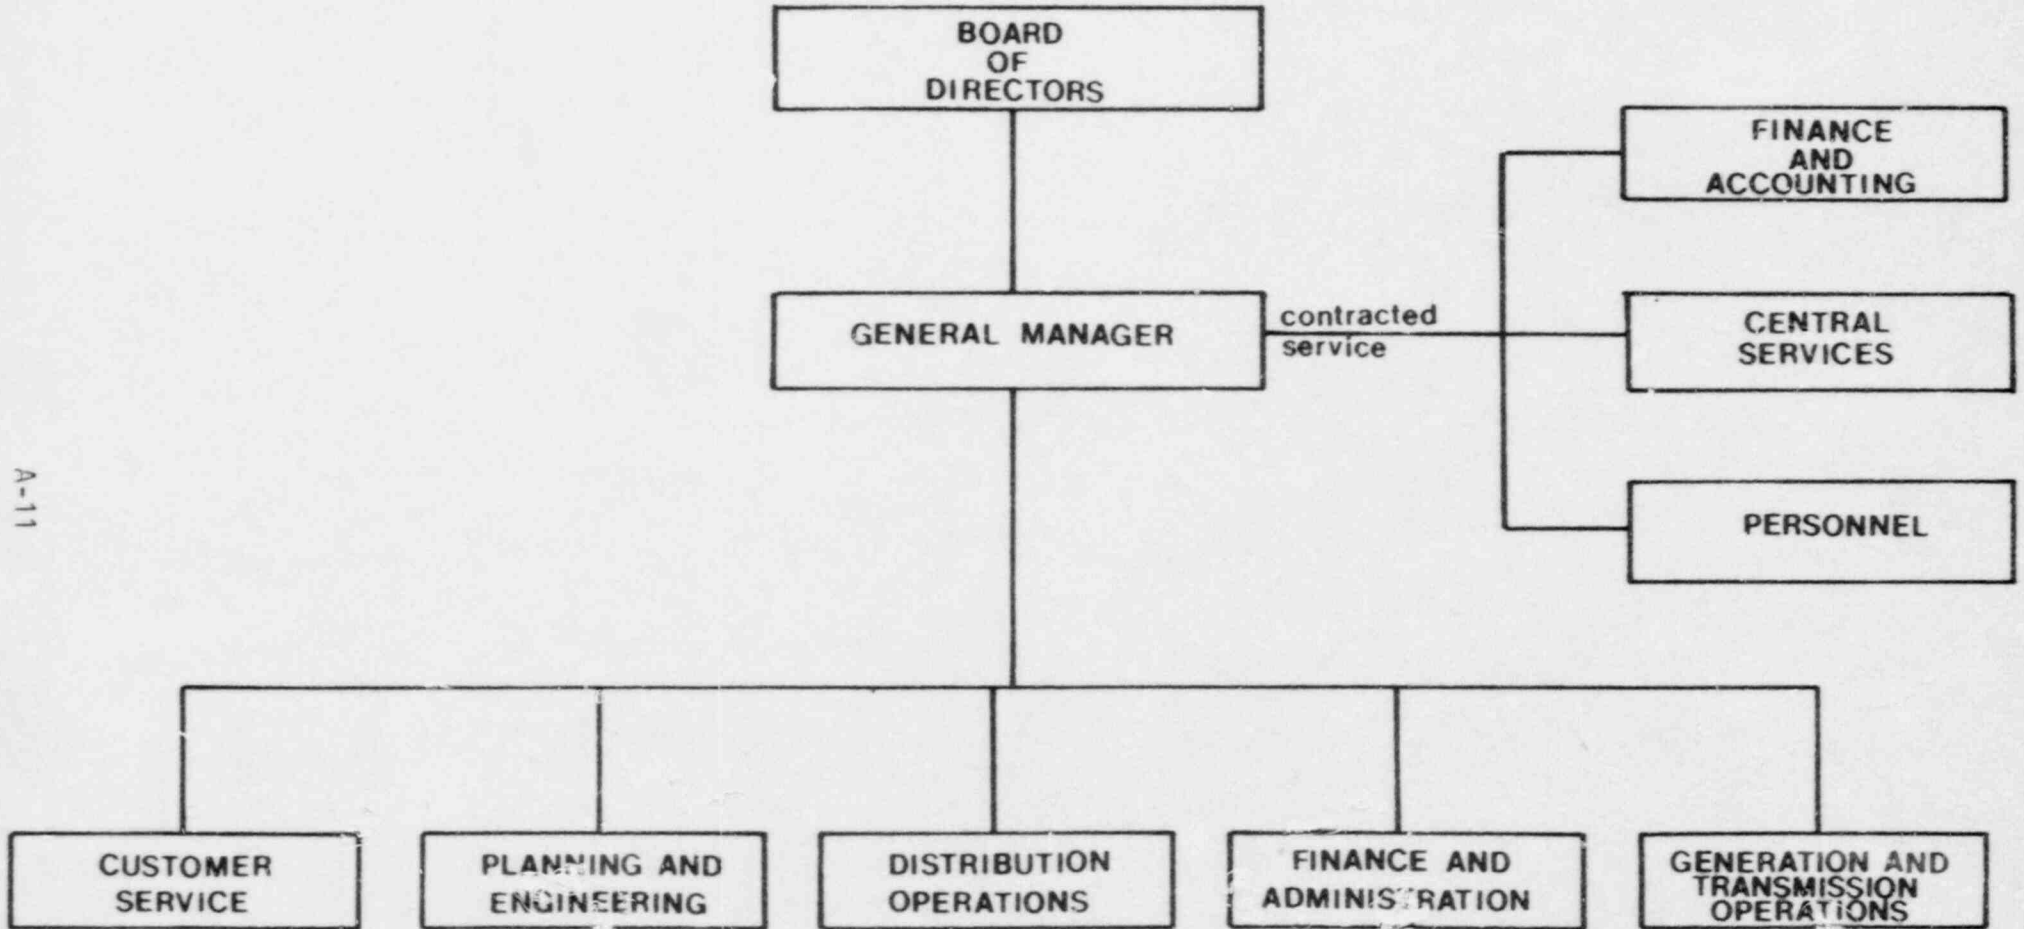 BOARD
OF
DIRECTORS
FINANCE
AND
ACCOUNTING
GENERAL MANAGER
contracted
service
CENTRAL
SERVICES
PERSONNEL
A-11
CUSTOMER
SERVICE
PLANNING AND
ENGINEERING
DISTRIBUTION
OPERATIONS
FINANCE AND
ADMINISTRATION
GENERATION AND
TRANSMISSION
OPERATIONS